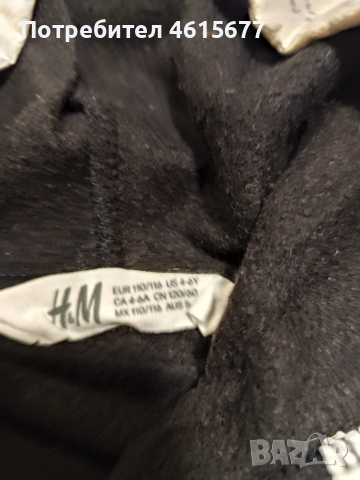 Потребител 4615677
H&M
EUR 110/116 US 4-6Y
CA 4-6A CN 120/60
MX 110/116 AUS 5-
BAZAR